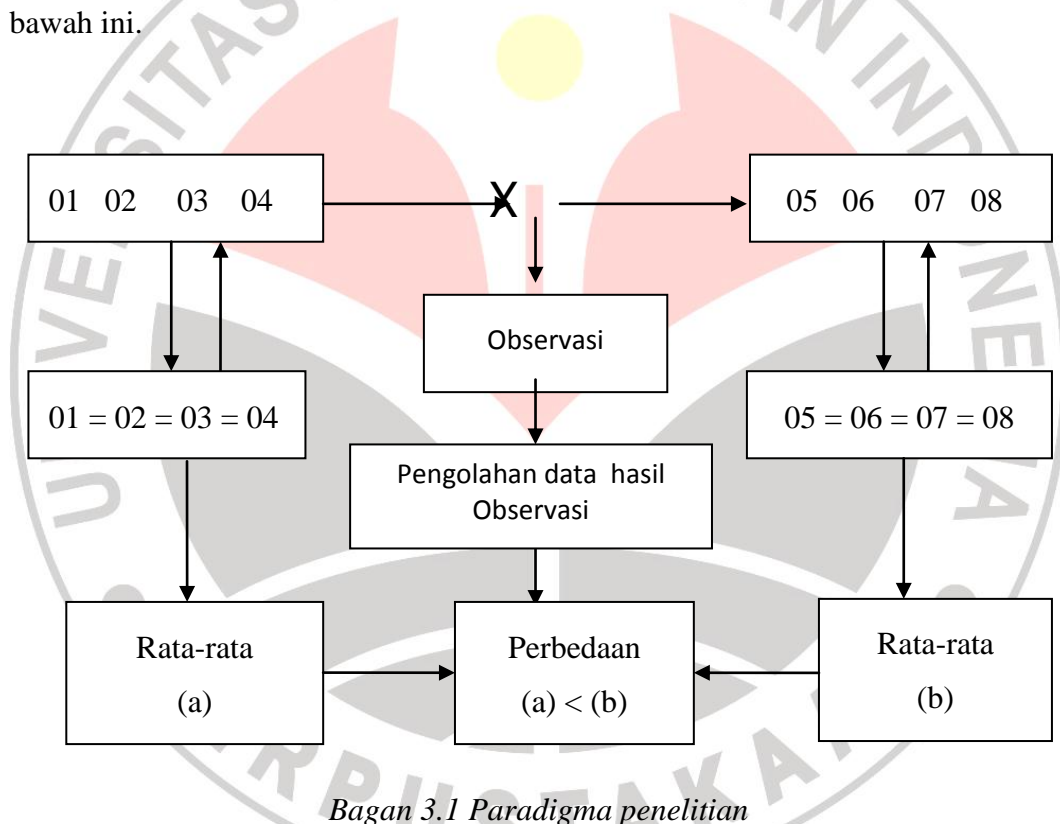 bawah ini.
01 02 03 04
X
05 06 07 08
Observasi
01 = 02 = 03 = 04
05 = 06 = 07 = 08
Pengolahan data hasil
Observasi
Rata-rata
(a)
Perbedaan
(a) < (b)
Rata-rata
(b)
Bagan 3.1 Paradigma penelitian